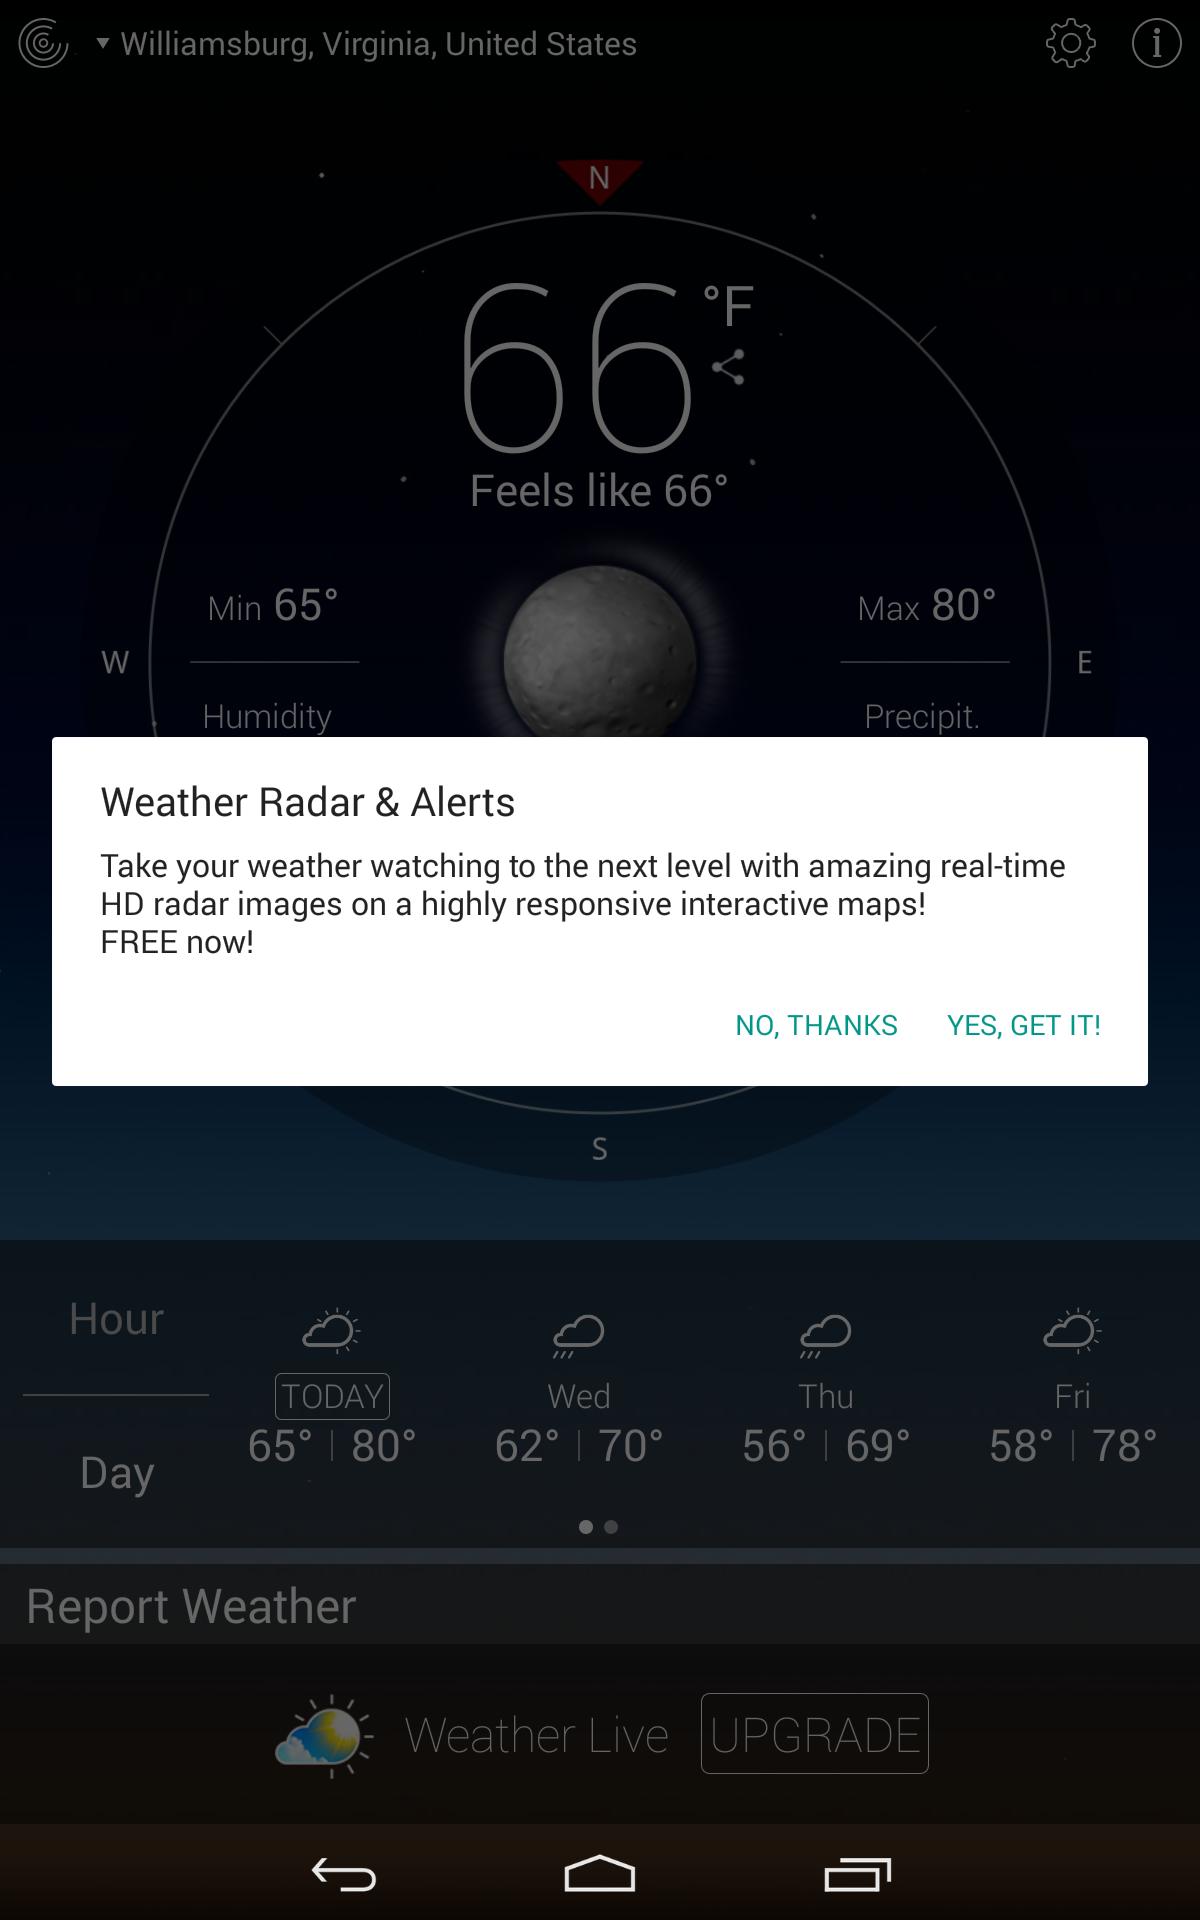 Williamsburg, Virginia, United States
N
66 °F
Feels like 66°
Min 65°
Max 80°
W
E
Humidity
Precipit.
Weather Radar & Alerts
Take your weather watching to the next level with amazing real-time
HD radar images on a highly responsive interactive maps!
FREE now!
NO, THANKS
YES, GET IT!
S
Hour
Day
TODAY
65° | 80°
Wed
62° | 70°
Thu
56° | 69°
Fri
58° | 78°
Report Weather
Weather Live
UPGRADE